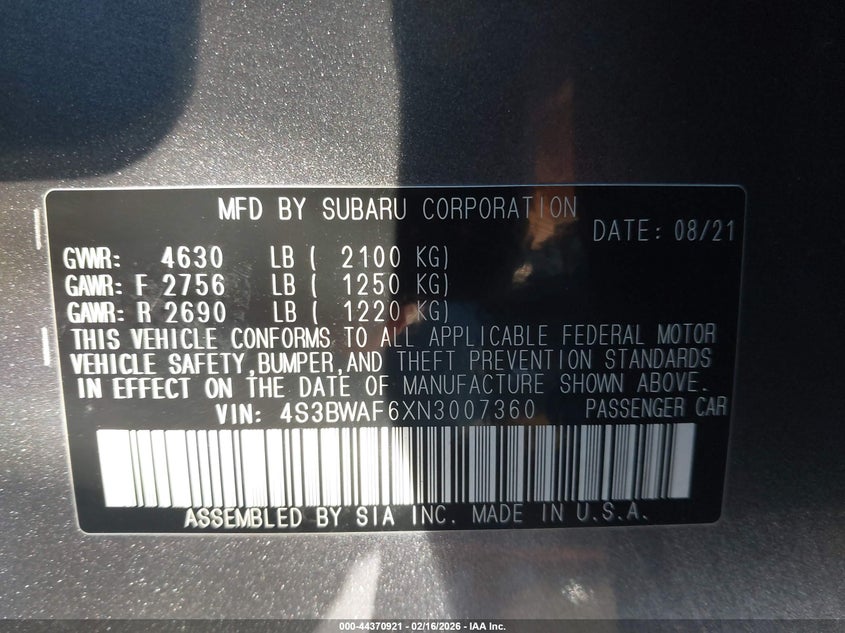 MFD BY SUBARU CORPORATION
DATE: 08/21
GVWR: 4630 LB ( 2100 KG)
GAWR: F 2756 LB ( 1250 KG)
GAWR: R 2690 LB ( 1220 KG)
THIS VEHICLE CONFORMS TO ALL APPLICABLE FEDERAL MOTOR
VEHICLE SAFETY,BUMPER,AND THEFT PREVENTION STANDARDS
IN EFFECT ON THE DATE OF MANUFACTURE SHOWN ABOVE.
VIN: 4S3BWAF6XN3007360 PASSENGER CAR
ASSEMBLED BY SIA INC. MADE IN U.S.A.
000-44370921 - 02/16/2026 - IAA Inc.